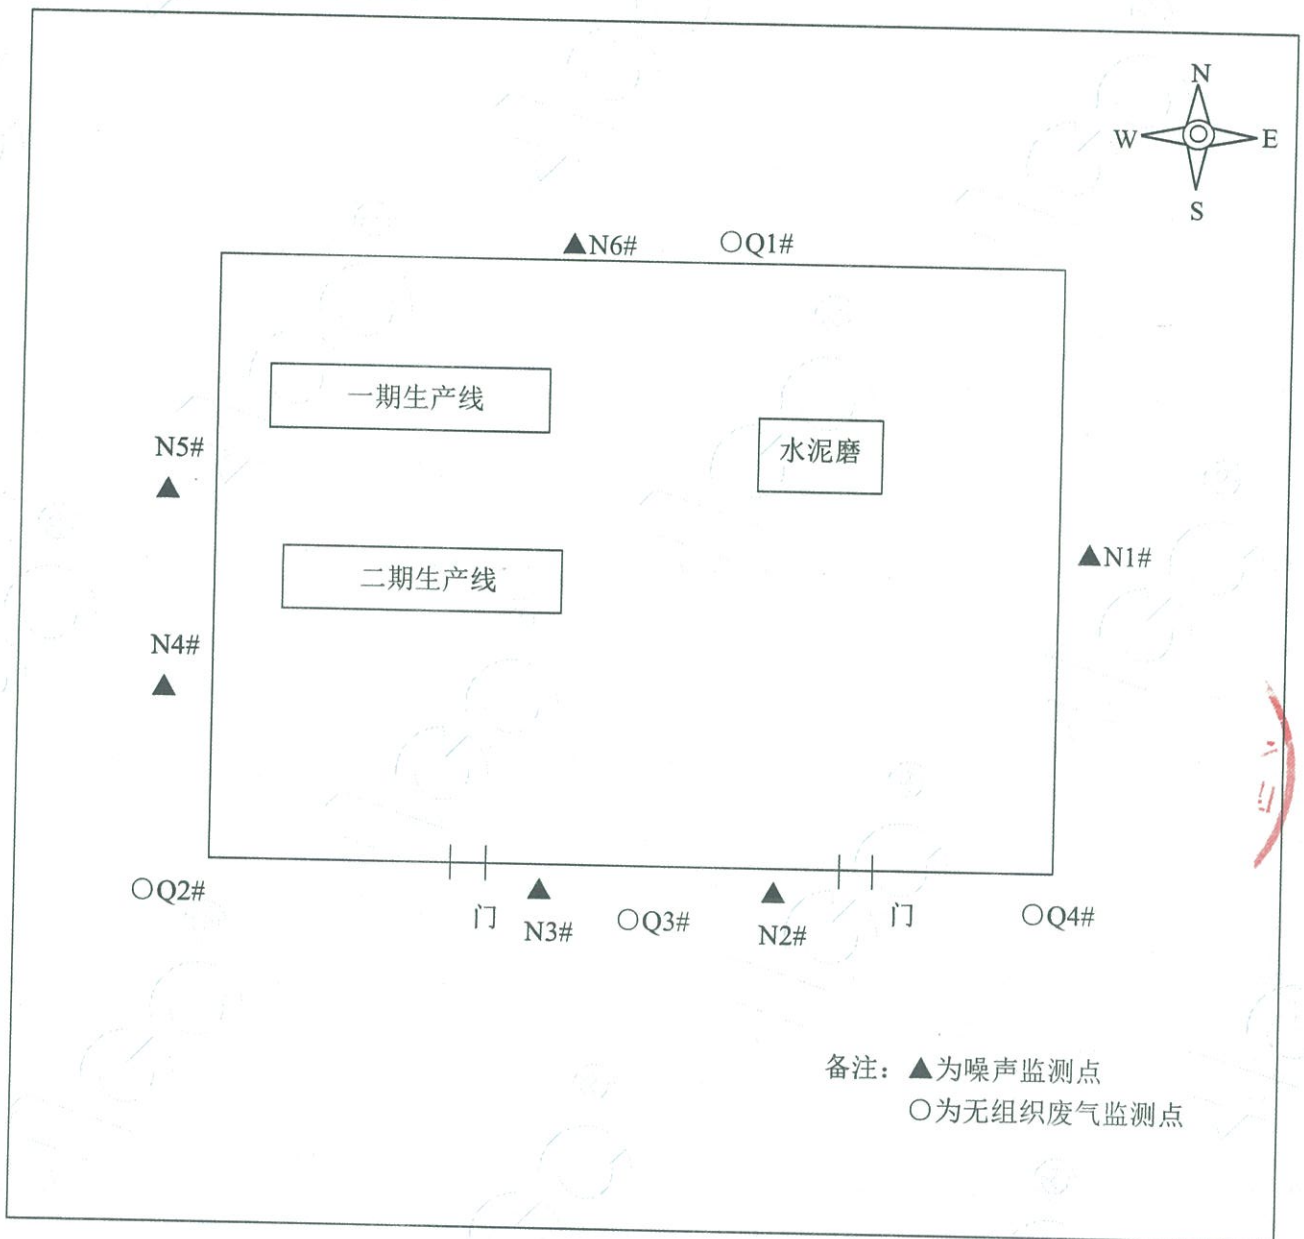 N
W
E
S
▲N6#
○Q1#
一期生产线
水泥磨
N5#
▲
▲N1#
二期生产线
N4#
▲
○Q2#
门
▲
N3#
○Q3#
▲
N2#
门
○Q4#
备注：▲为噪声监测点
○为无组织废气监测点